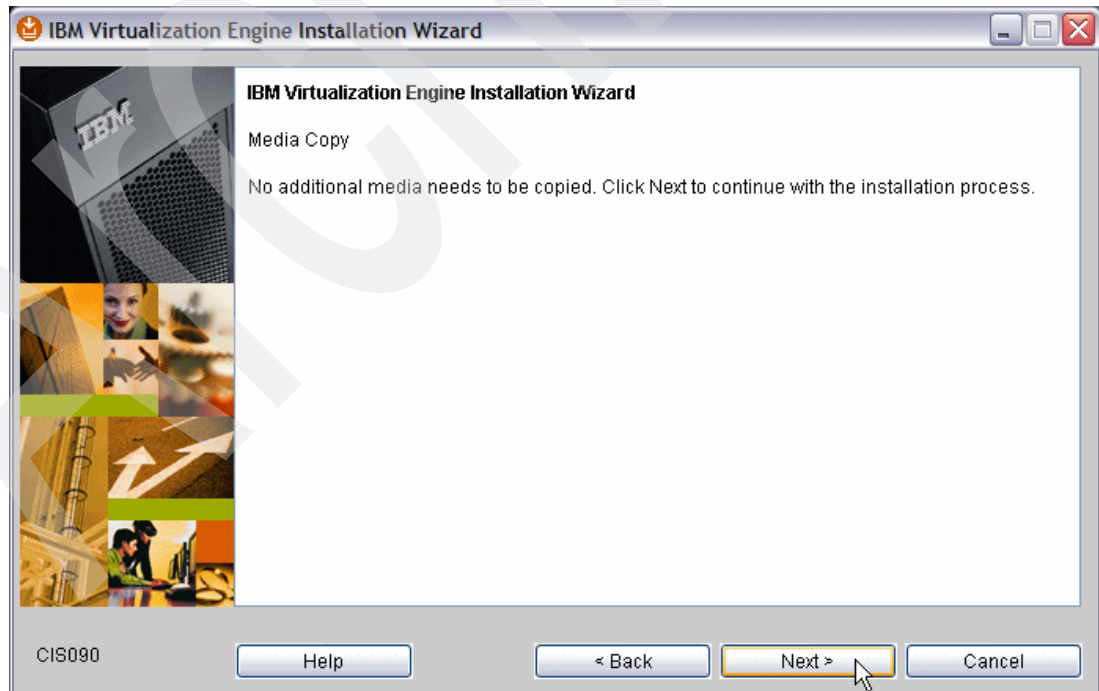 IBM Virtualization Engine Installation Wizard
IBM
IBM Virtualization Engine Installation Wizard
Media Copy
No additional media needs to be copied. Click Next to continue with the installation process.
CIS090
Help
< Back
Next >
Cancel